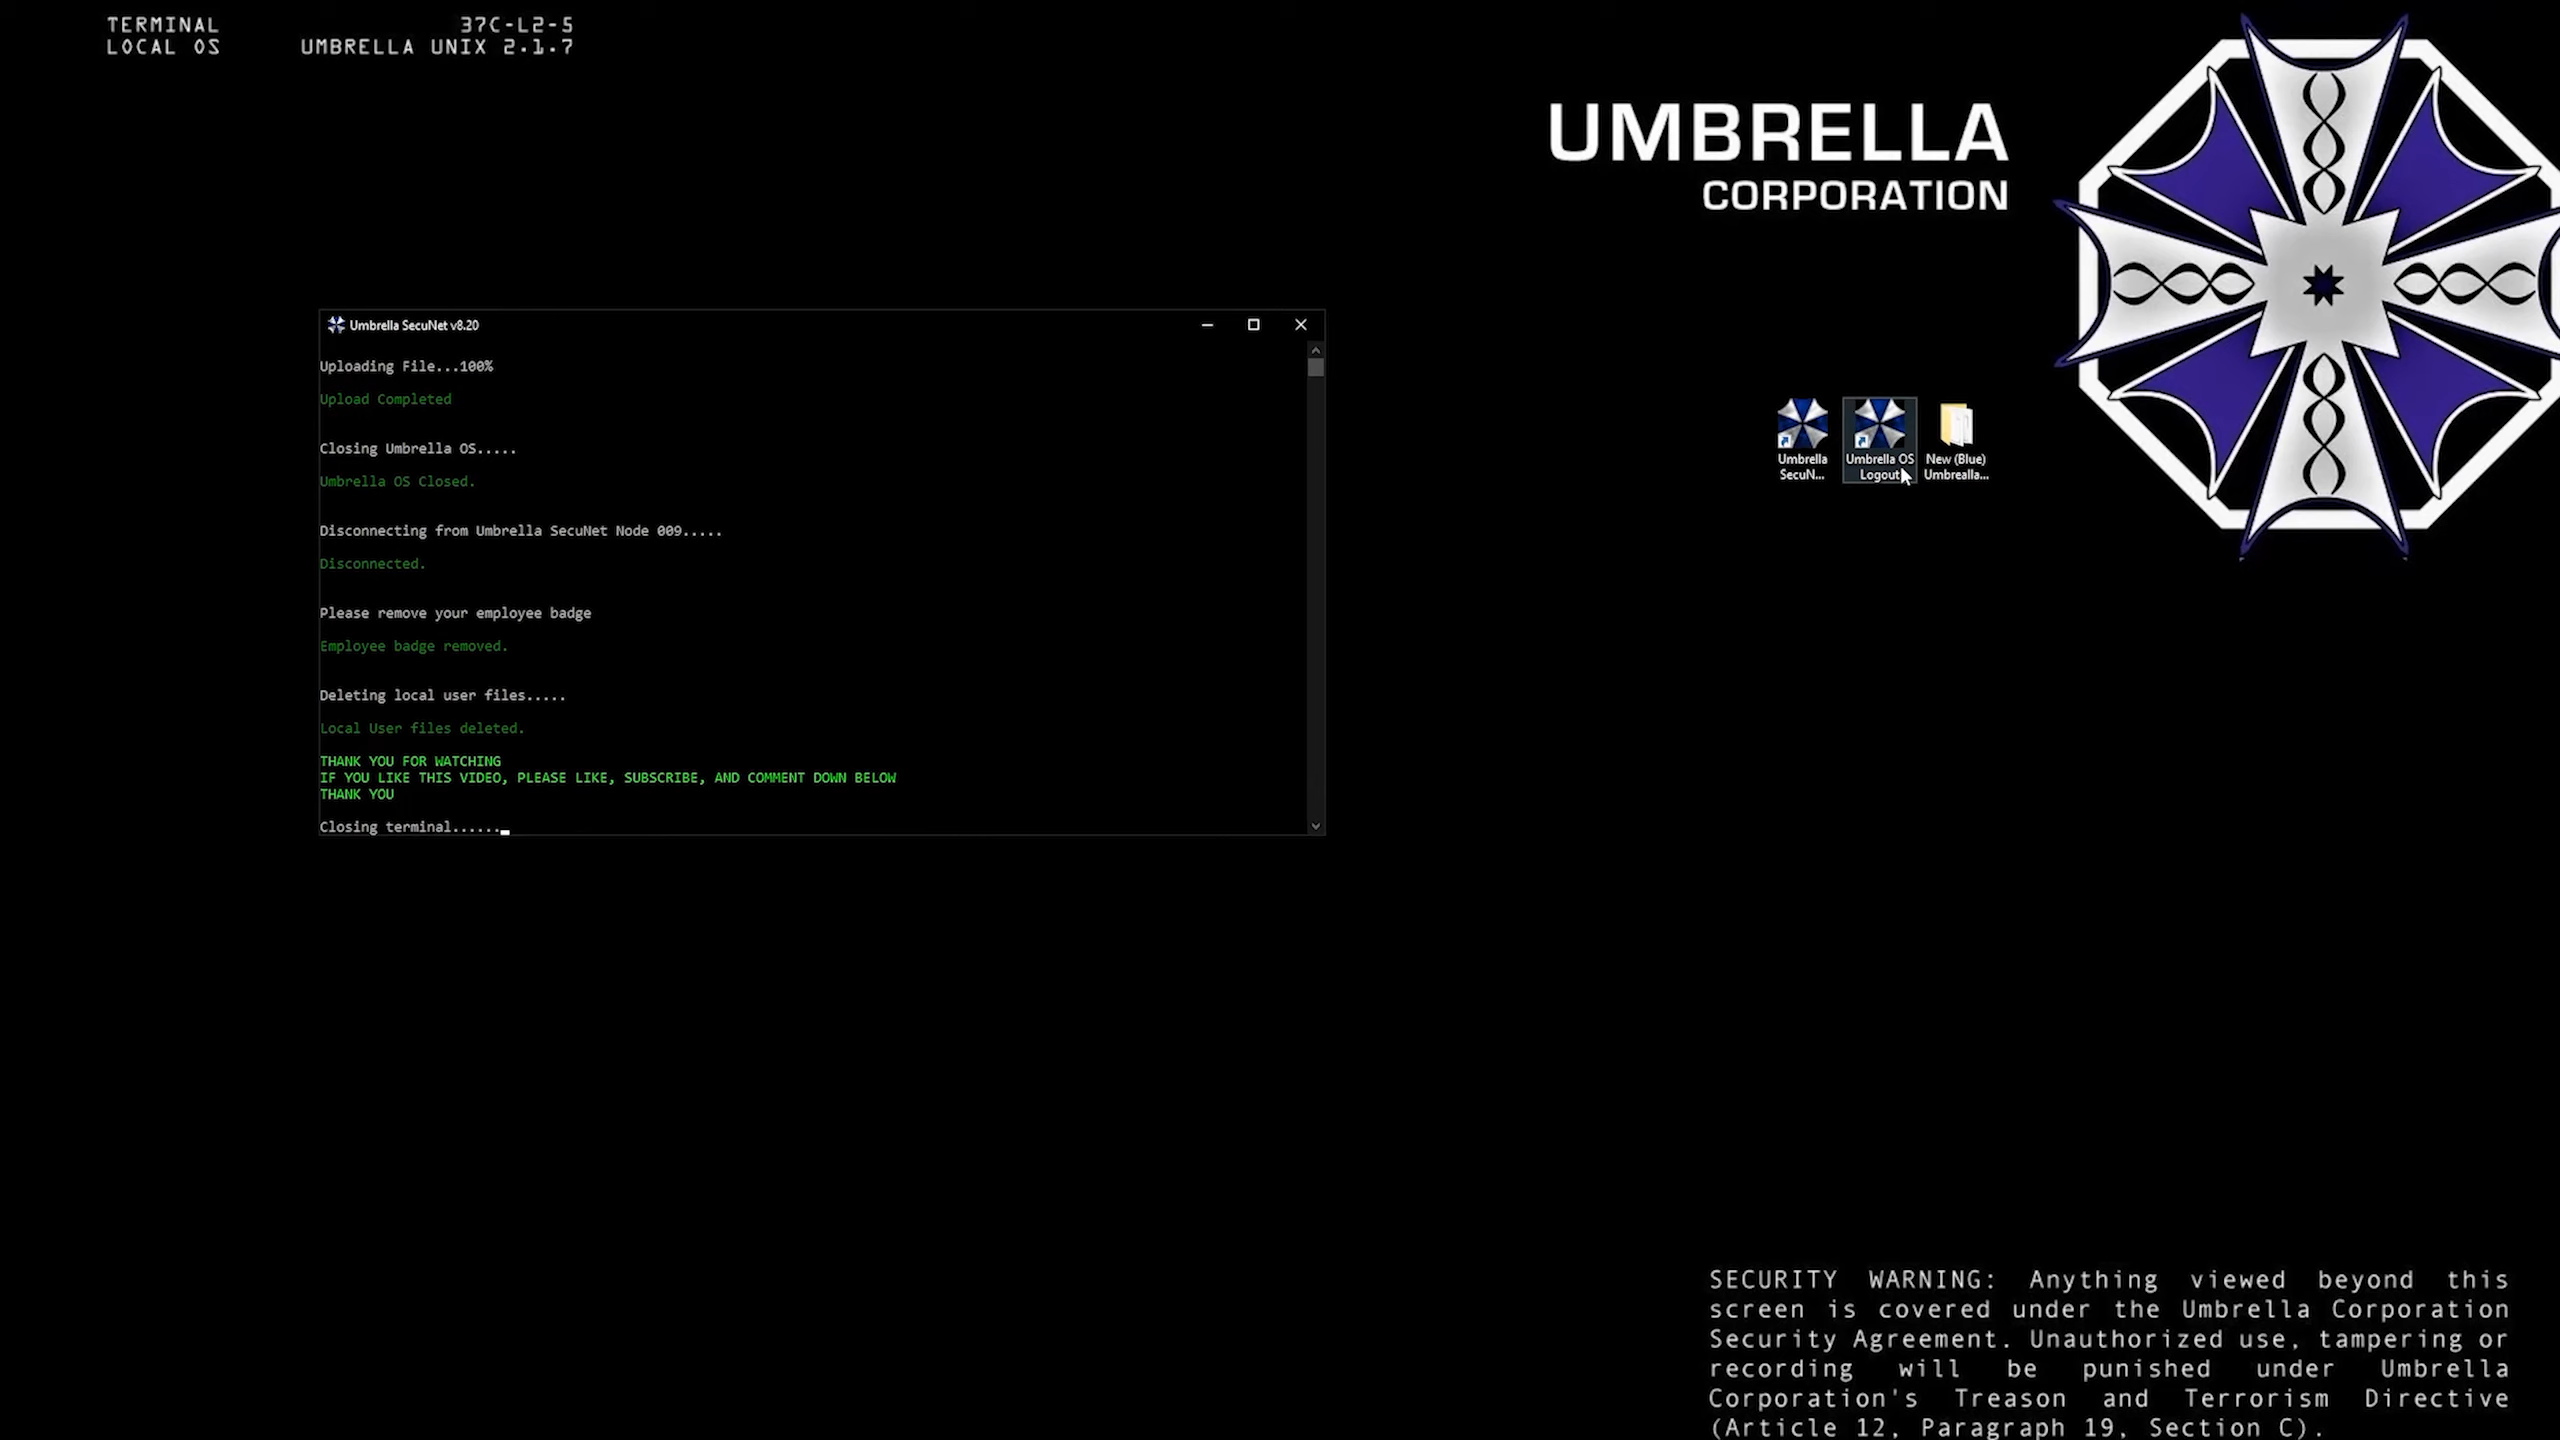 TERMINAL 37C-L2-5
LOCAL OS UMBRELLA UNIX 2.1.7
UMBRELLA
CORPORATION
Umbrella SecuNet v8.20
Uploading File...100%
Upload Completed
Closing Umbrella OS.....
Umbrella OS Closed.
Disconnecting from Umbrella SecuNet Node 009.....
Disconnected.
Please remove your employee badge
Employee badge removed.
Deleting local user files.....
Local User files deleted.
THANK YOU FOR WATCHING
IF YOU LIKE THIS VIDEO, PLEASE LIKE, SUBSCRIBE, AND COMMENT DOWN BELOW
THANK YOU
Closing terminal......
Umbrella
SecuN...
Umbrella OS
Logout
New (Blue)
Umbrealla...
SECURITY WARNING: Anything viewed beyond this
screen is covered under the Umbrella Corporation
Security Agreement. Unauthorized use, tampering or
recording will be punished under Umbrella
Corporation's Treason and Terrorism Directive
(Article 12, Paragraph 19, Section C).